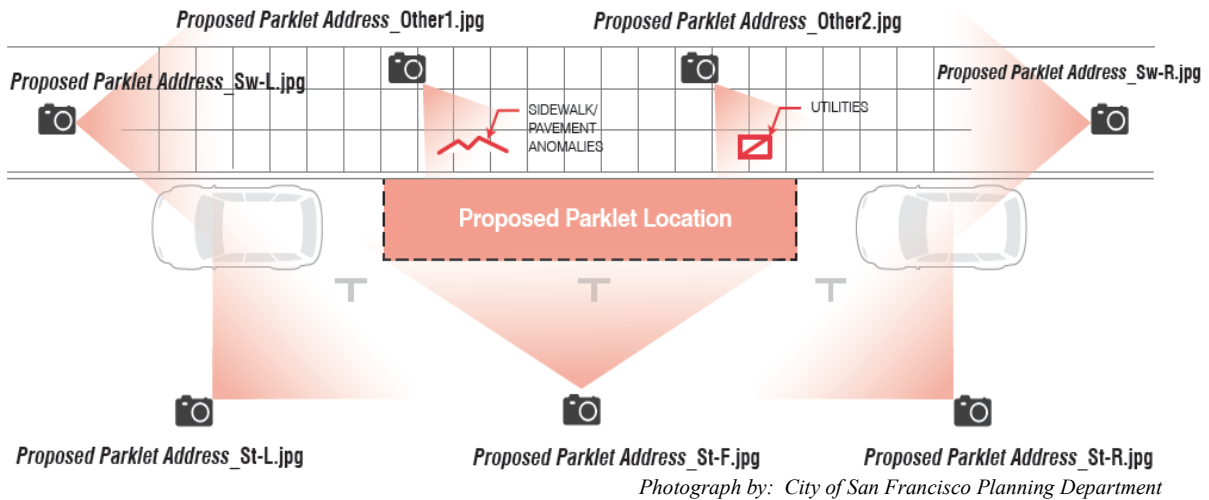 Proposed Parklet Address_Other1.jpg
Proposed Parklet Address_Other2.jpg
Proposed Parklet Address_Sw-L.jpg
Proposed Parklet Address_Sw-R.jpg
SIDEWALK/
PAVEMENT
ANOMALIES
UTILITIES
Proposed Parklet Location
Proposed Parklet Address_St-L.jpg
Proposed Parklet Address_St-F.jpg
Proposed Parklet Address_St-R.jpg
Photograph by: City of San Francisco Planning Department